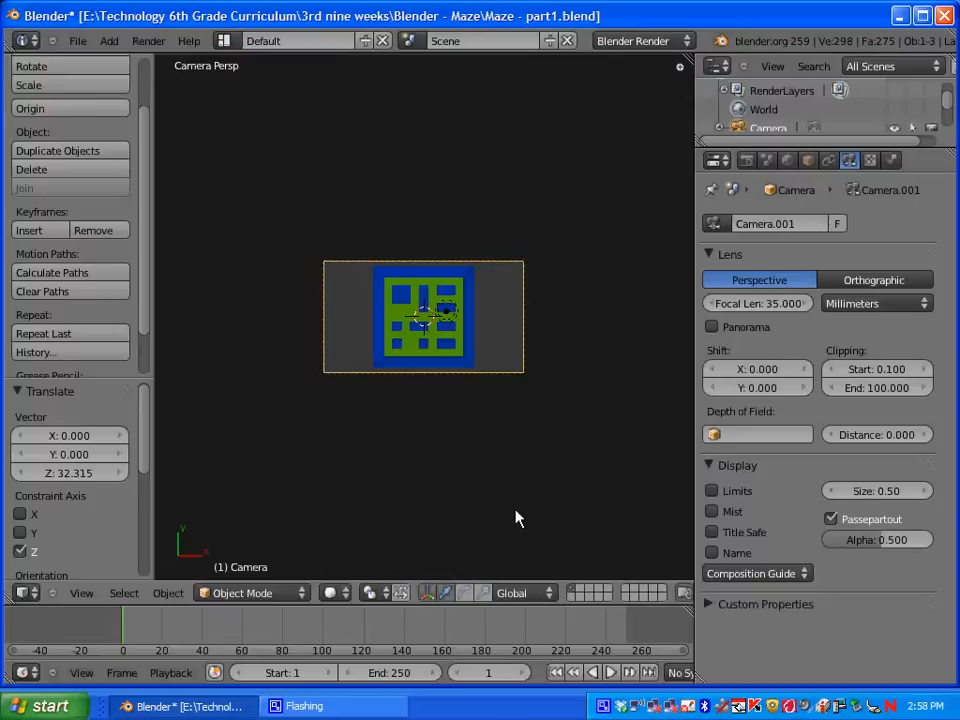 Blender* [E:\Technology 6th Grade Curriculum\3rd nine weeks\Blender - Maze\Maze - part1.blend]
File Add Render Help Default Scene Blender Render blender.org 259 | Ve:298 | Fa:275 | Ob:1-3 | La
Rotate
Scale
Origin
Object:
Duplicate Objects
Delete
Join
Keyframes:
Insert Remove
Motion Paths:
Calculate Paths
Clear Paths
Repeat:
Repeat Last
History...
Grease Pencil:
Translate
Vector
X: 0.000
Y: 0.000
Z: 32.315
Constraint Axis
X
Y
Z
Orientation
Camera Persp
y
x
(1) Camera
View Select Object Object Mode Global
-40 -20 0 20 40 60 80 100 120 140 160 180 200 220 240 260
View Frame Playback Start: 1 End: 250 1 No Sy
View Search All Scenes
RenderLayers
World
Camera
Camera Camera.001
Camera.001 F
Lens
Perspective Orthographic
Focal Len: 35.000 Millimeters
Panorama
Shift: Clipping:
X: 0.000 Start: 0.100
Y: 0.000 End: 100.000
Depth of Field:
Distance: 0.000
Display
Limits Size: 0.50
Mist Passepartout
Title Safe Alpha: 0.500
Name
Composition Guide
Custom Properties
start Blender* [E:\Technol... Flashing 2:58 PM